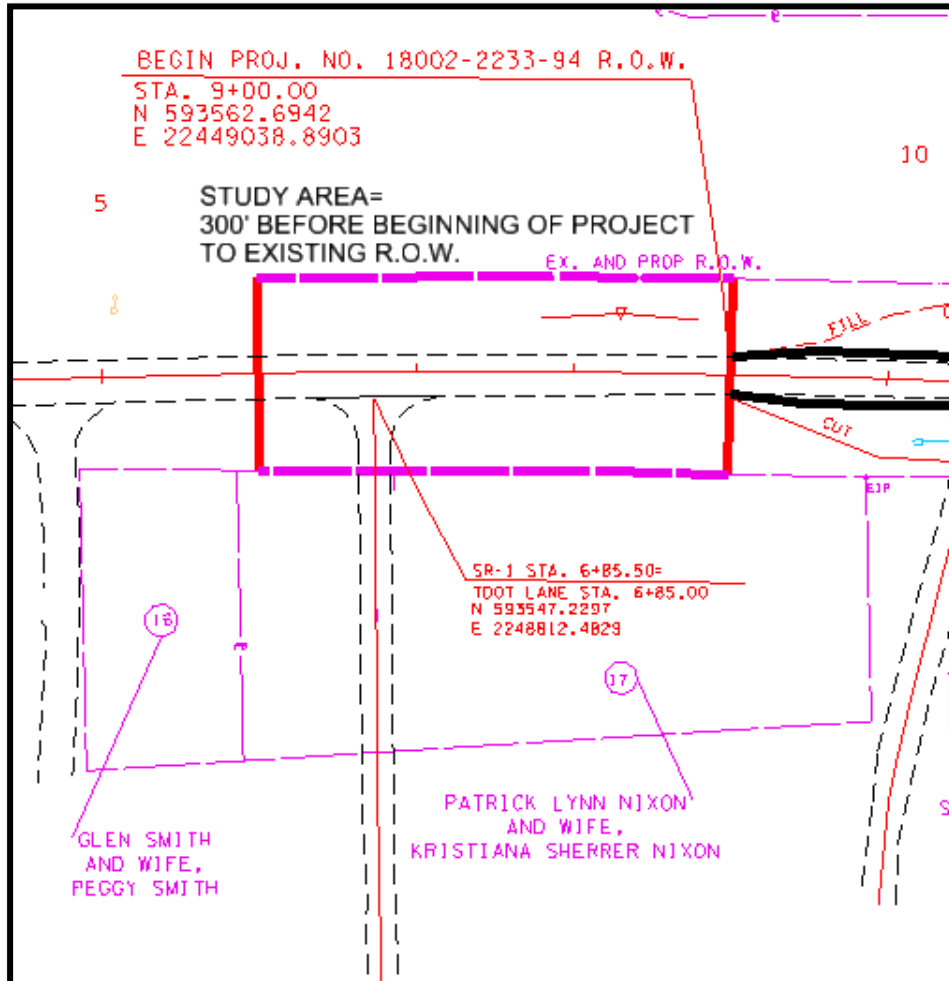 BEGIN PROJ. NO. 18002-2233-94 R.O.W.
STA. 9+00.00
N 593562.6942
E 22449038.8903
10
5
STUDY AREA=
300' BEFORE BEGINNING OF PROJECT
TO EXISTING R.O.W.
EX. AND PROP R.O.W.
FILL
CUT
EIP
SR-1 STA. 6+85.50=
TDOT LANE STA. 6+85.00
N 593547.2297
E 2248812.4829
17
PATRICK LYNN NIXON
AND WIFE,
KRISTIANA SHERRER NIXON
GLEN SMITH
AND WIFE,
PEGGY SMITH
S